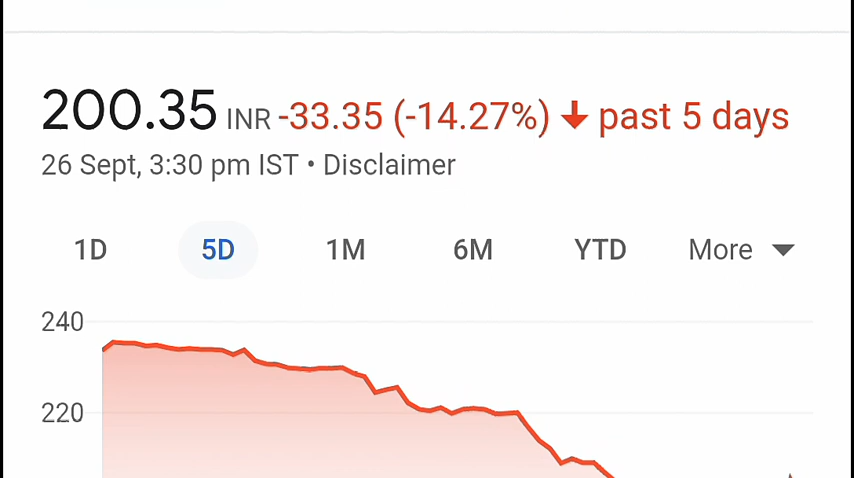 200.35 INR -33.35 (-14.27%) ↓ past 5 days
26 Sept, 3:30 pm IST • Disclaimer
1D 5D 1M 6M YTD More
240
220